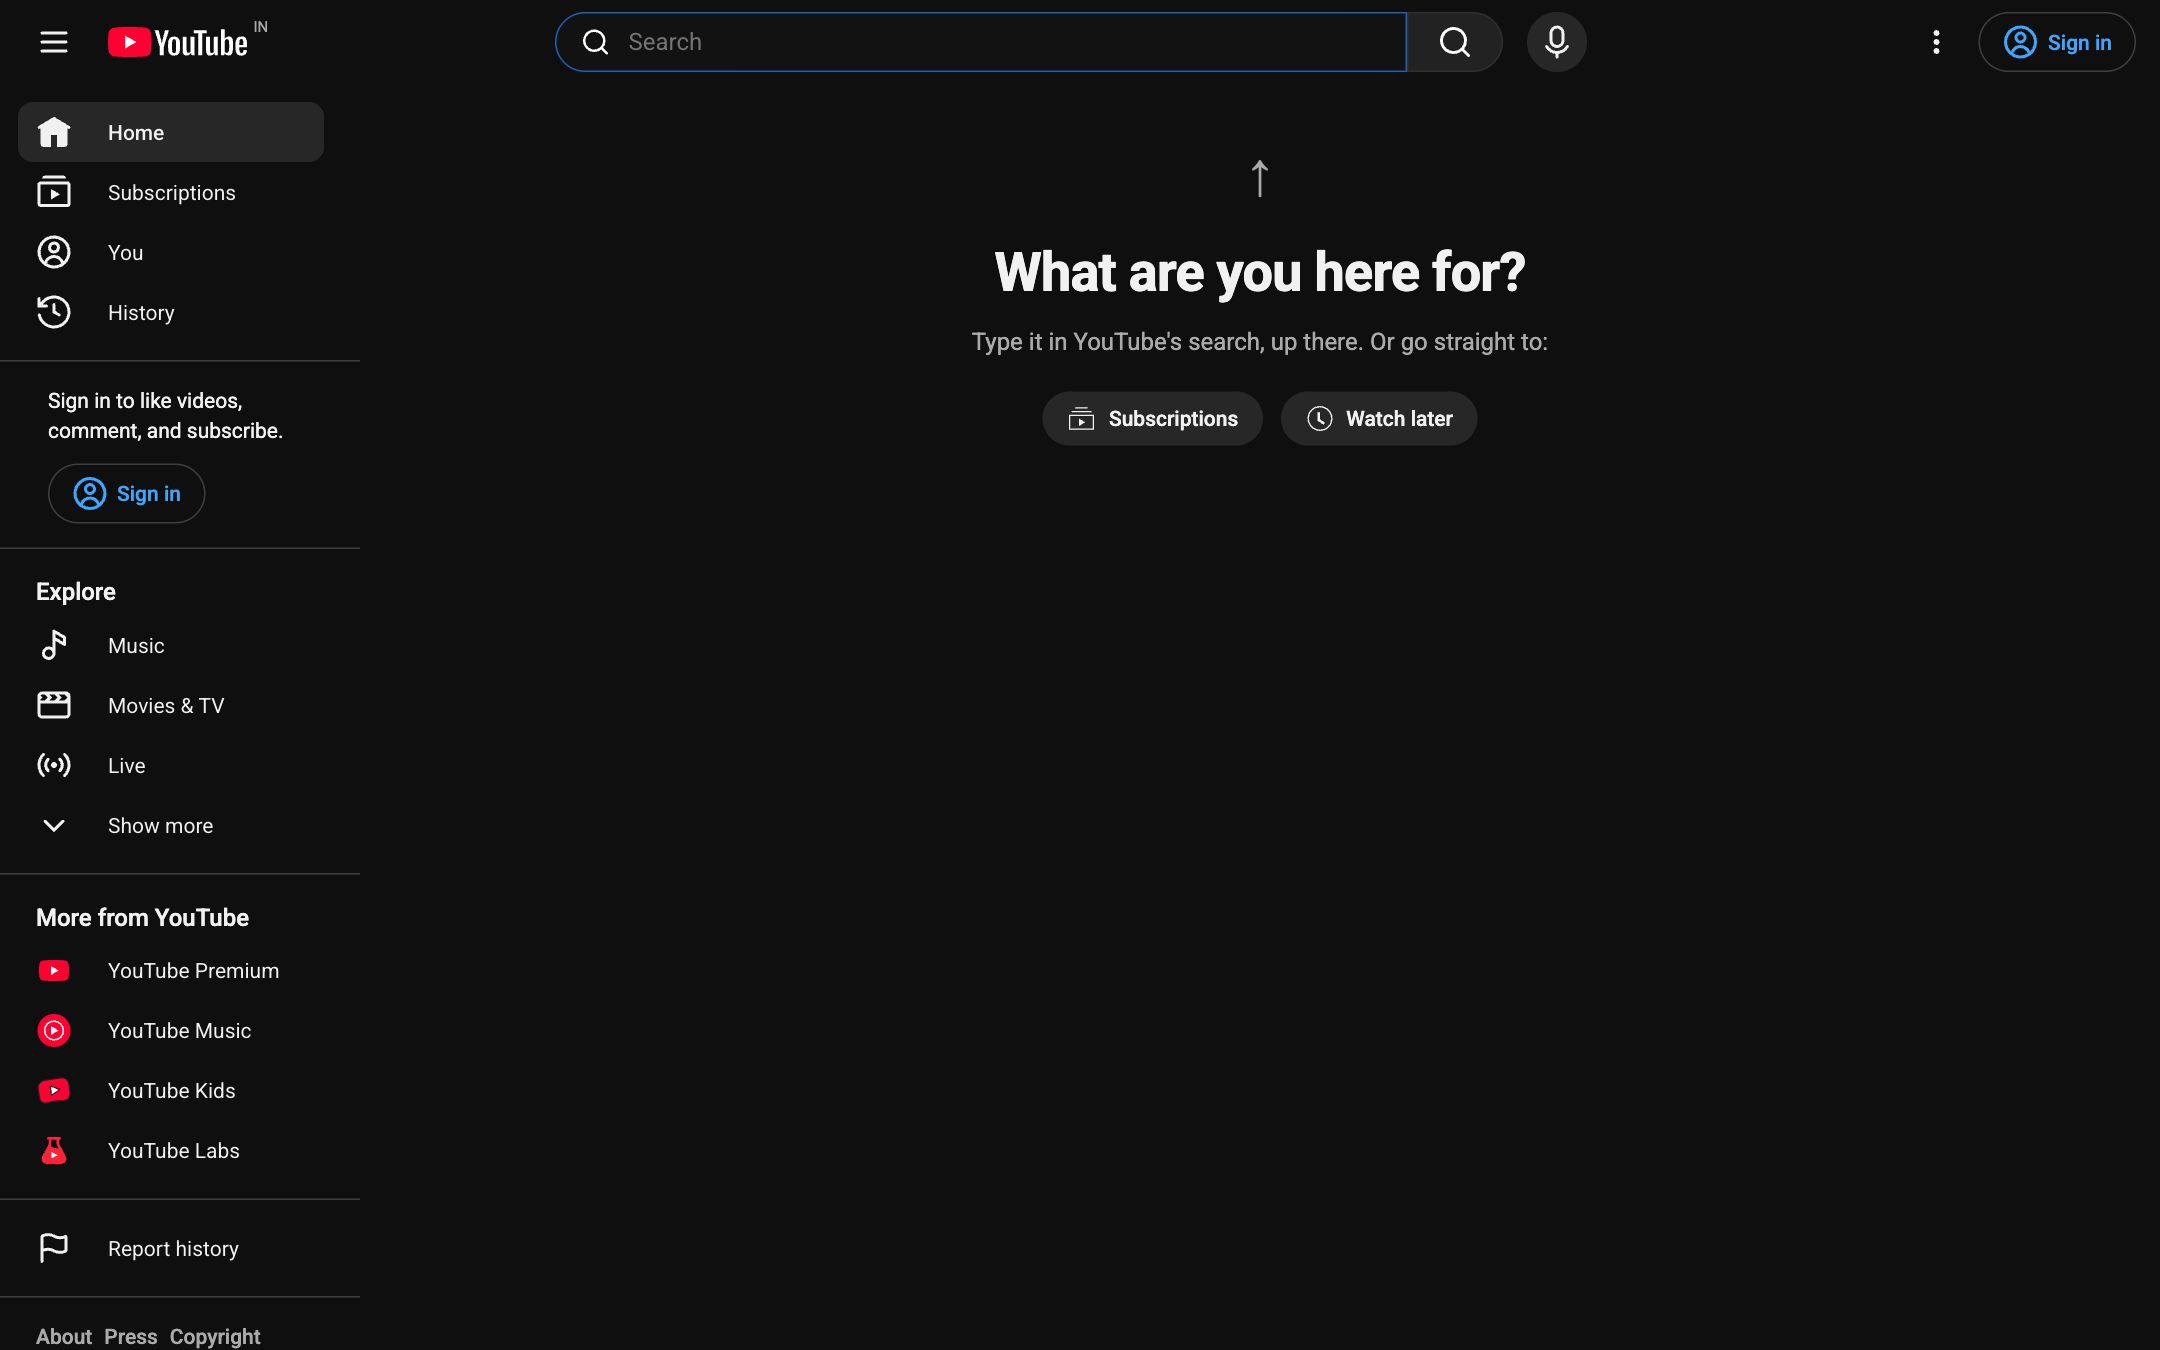 YouTube IN
Search
Sign in
Home
Subscriptions
You
History
Sign in to like videos,
comment, and subscribe.
Sign in
Explore
Music
Movies & TV
Live
Show more
More from YouTube
YouTube Premium
YouTube Music
YouTube Kids
YouTube Labs
Report history
About Press Copyright
What are you here for?
Type it in YouTube's search, up there. Or go straight to:
Subscriptions
Watch later